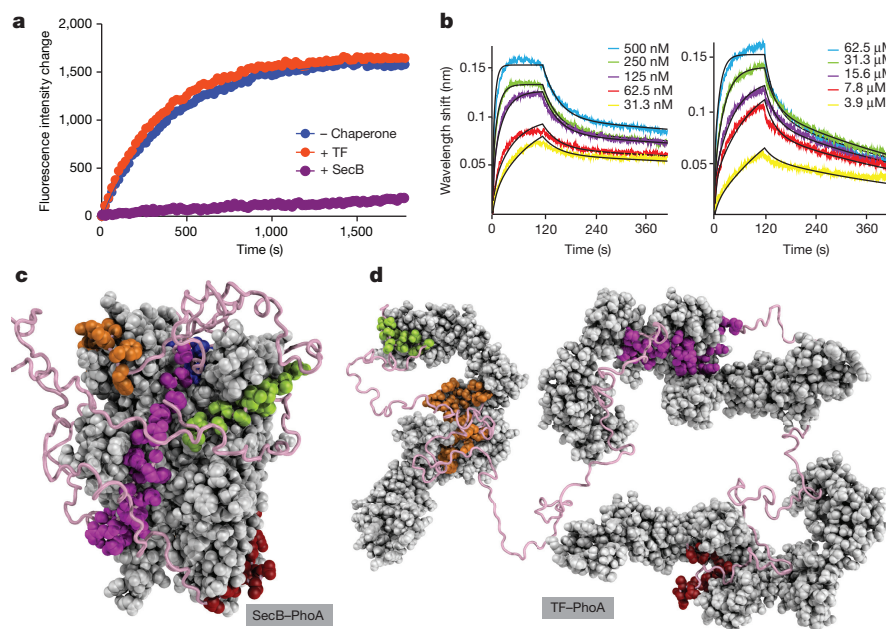 a
Fluorescence intensity change
2,000
1,500
1,000
500
0
500
1,000
1,500
Time (s)
– Chaperone
+ TF
+ SecB
b
Wavelength shift (nm)
0.15
0.1
0.05
0
120
240
360
Time (s)
500 nM
250 nM
125 nM
62.5 nM
31.3 nM
0.15
0.1
0.05
0
120
240
360
Time (s)
62.5 μM
31.3 μM
15.6 μM
7.8 μM
3.9 μM
c
SecB–PhoA
d
TF–PhoA